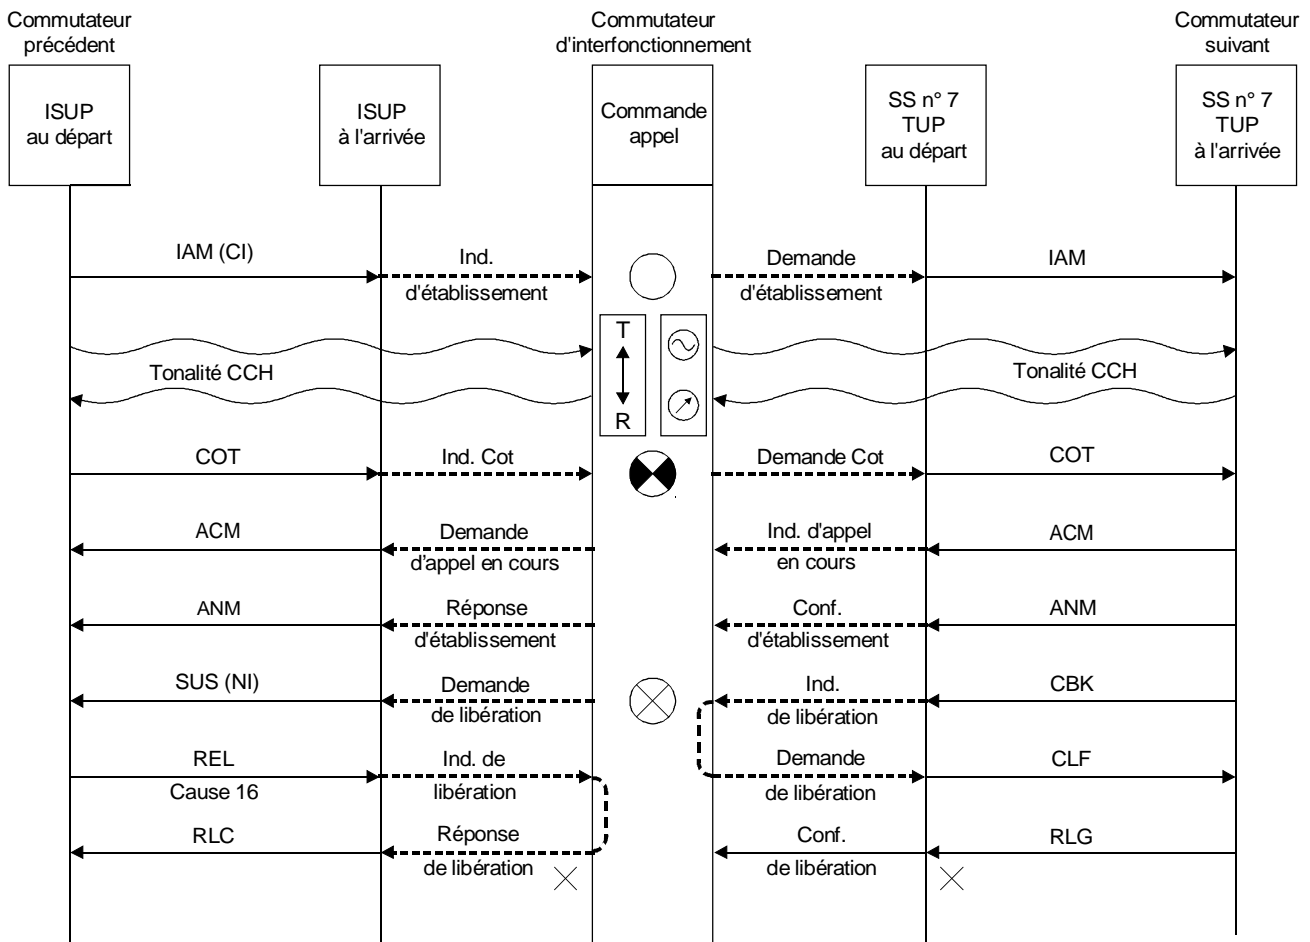 Commutateur
précédent
Commutateur
d'interfonctionnement
Commutateur
suivant
ISUP
au départ
ISUP
à l'arrivée
Commande
appel
SS n° 7
TUP
au départ
SS n° 7
TUP
à l'arrivée
IAM (CI)
Ind.
d'établissement
Demande
d'établissement
IAM
Tonalité CCH
T
R
Tonalité CCH
COT
Ind. Cot
Demande Cot
COT
ACM
Demande
d'appel en cours
Ind. d'appel
en cours
ACM
ANM
Réponse
d'établissement
Conf.
d'établissement
ANM
SUS (NI)
Demande
de libération
Ind.
de libération
CBK
REL
Cause 16
Ind. de
libération
Demande
de libération
CLF
RLC
Réponse
de libération
Conf.
de libération
RLG